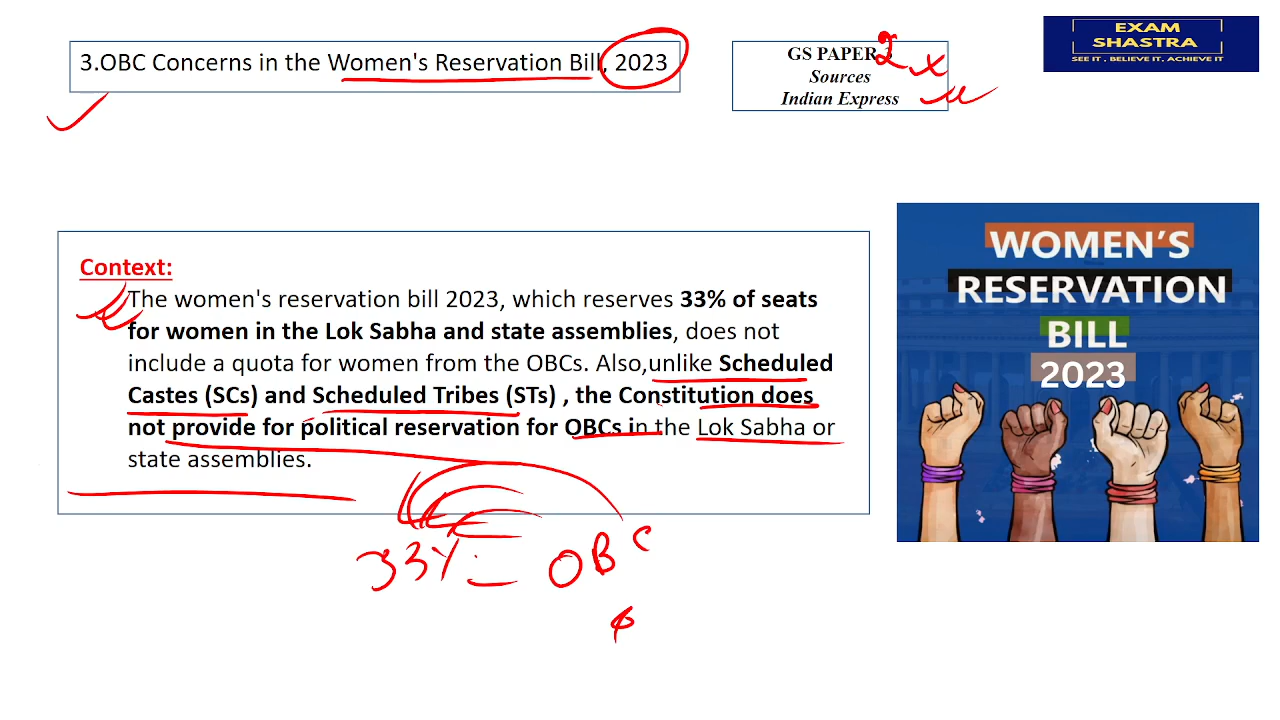 3.OBC Concerns in the Women's Reservation Bill, 2023
GS PAPER 2
Sources
Indian Express
EXAM
SHASTRA
SEE IT , BELIEVE IT, ACHIEVE IT
Context:
The women's reservation bill 2023, which reserves 33% of seats
for women in the Lok Sabha and state assemblies, does not
include a quota for women from the OBCs. Also,unlike Scheduled
Castes (SCs) and Scheduled Tribes (STs) , the Constitution does
not provide for political reservation for OBCs in the Lok Sabha or
state assemblies.
WOMEN'S
RESERVATION
BILL
2023
33% OBC